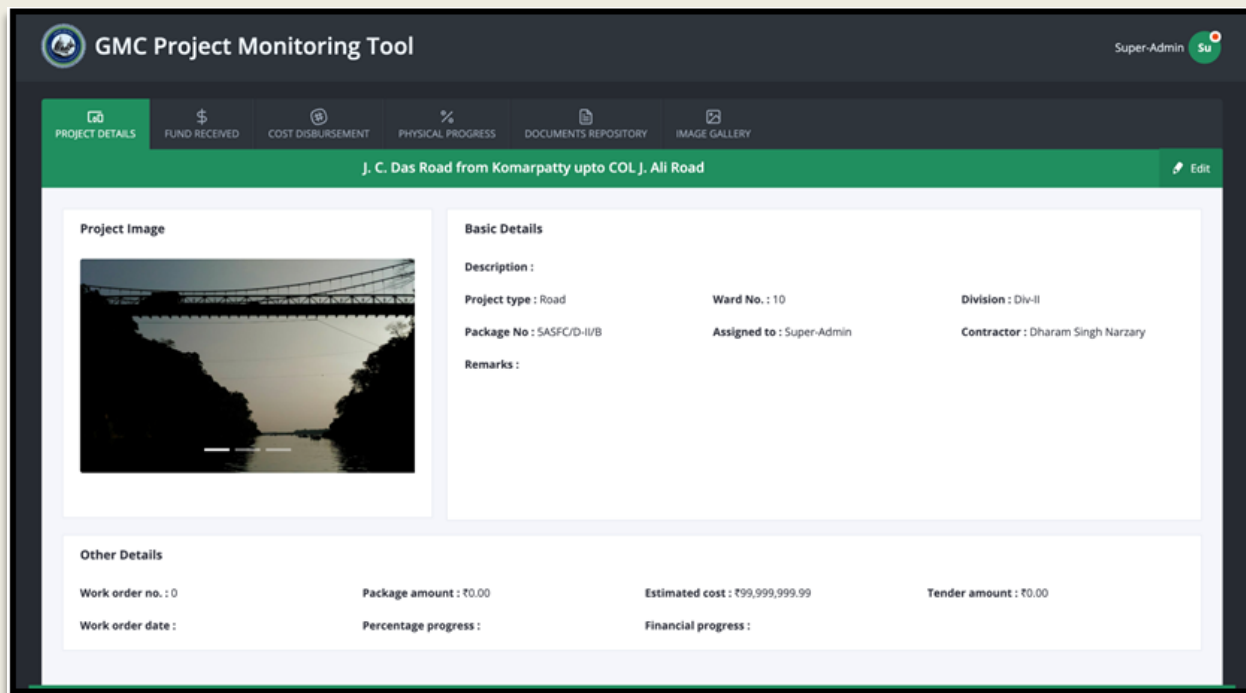 GMC Project Monitoring Tool
Super-Admin Su
PROJECT DETAILS
FUND RECEIVED
COST DISBURSEMENT
PHYSICAL PROGRESS
DOCUMENTS REPOSITORY
IMAGE GALLERY
J. C. Das Road from Komarpatty upto COL J. Ali Road
Edit
Project Image
Basic Details
Description :
Project type : Road
Ward No. : 10
Division : Div-II
Package No : 5ASFC/D-II/B
Assigned to : Super-Admin
Contractor : Dharam Singh Narzary
Remarks :
Other Details
Work order no. : 0
Package amount : ₹0.00
Estimated cost : ₹99,999,999.99
Tender amount : ₹0.00
Work order date :
Percentage progress :
Financial progress :